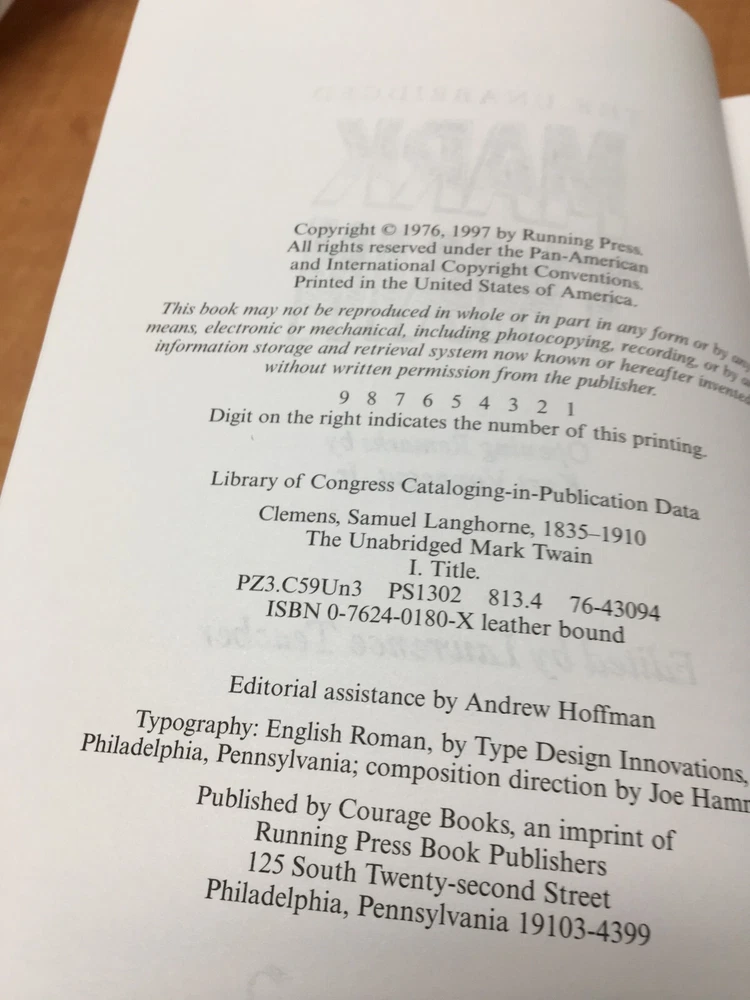 Copyright © 1976, 1997 by Running Press.
All rights reserved under the Pan-American
and International Copyright Conventions.
Printed in the United States of America.
This book may not be reproduced in whole or in part in any form or by any
means, electronic or mechanical, including photocopying, recording, or by
information storage and retrieval system now known or hereafter invented
without written permission from the publisher.
9 8 7 6 5 4 3 2 1
Digit on the right indicates the number of this printing.
Library of Congress Cataloging-in-Publication Data
Clemens, Samuel Langhorne, 1835–1910
The Unabridged Mark Twain
I. Title.
PZ3.C59Un3 PS1302 813.4 76-43094
ISBN 0-7624-0180-X leather bound
Editorial assistance by Andrew Hoffman
Typography: English Roman, by Type Design Innovations,
Philadelphia, Pennsylvania; composition direction by Joe
Published by Courage Books, an imprint of
Running Press Book Publishers
125 South Twenty-second Street
Philadelphia, Pennsylvania 19103-4399